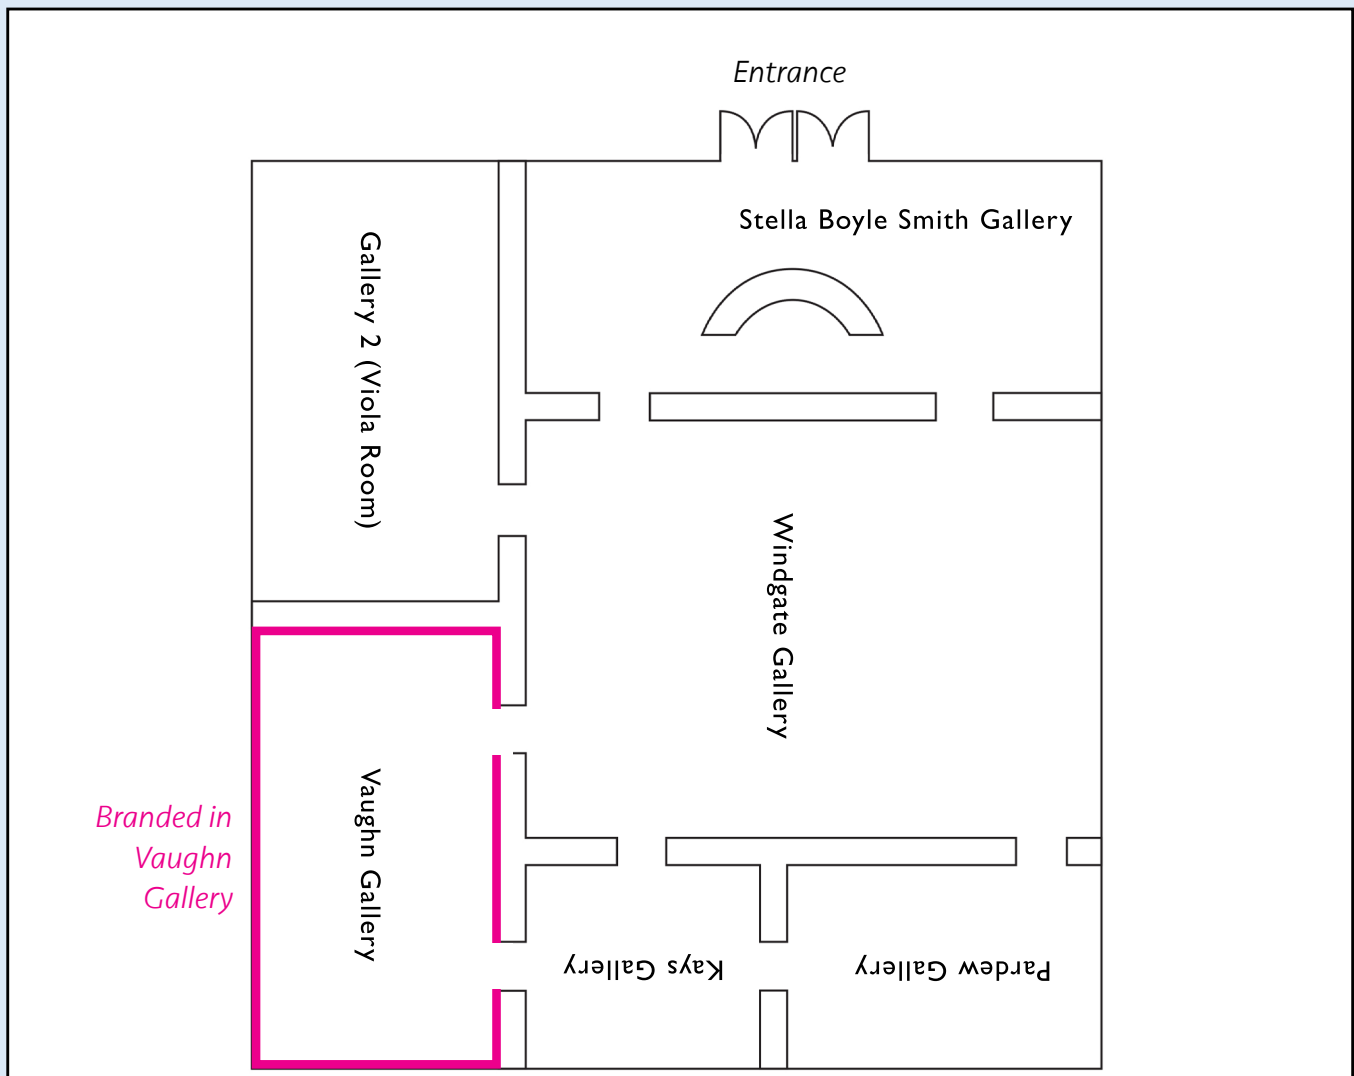 Entrance
Stella Boyle Smith Gallery
Gallery 2 (Viola Room)
Windgate Gallery
Branded in
Vaughn
Gallery
Vaughn Gallery
Kays Gallery
Pardew Gallery